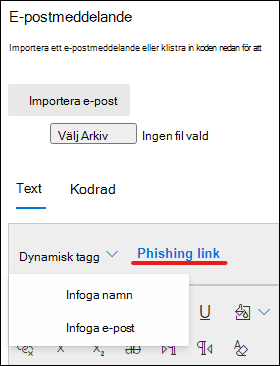 E-postmeddelande
Importera ett e-postmeddelande eller klistra in koden nedan för att
Importera e-post
Välj Arkiv Ingen fil vald
Text Kodrad
Dynamisk tagg Phishing link
Infoga namn
Infoga e-post